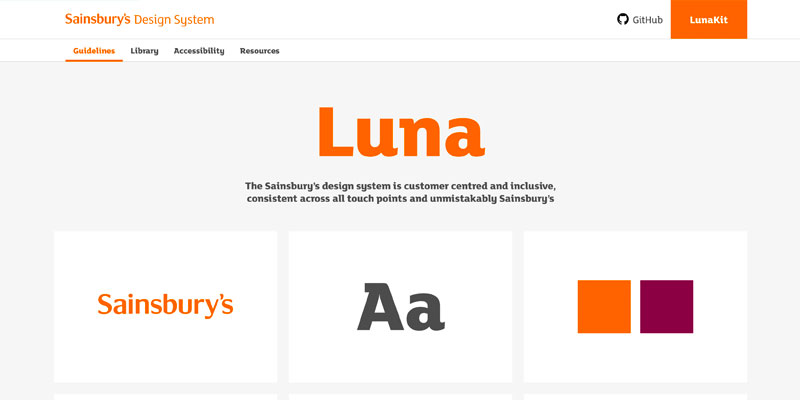 Sainsbury's Design System
GitHub
LunaKit
Guidelines
Library
Accessibility
Resources
Luna
The Sainsbury's design system is customer centred and inclusive,
consistent across all touch points and unmistakably Sainsbury's
Sainsbury's
Aa